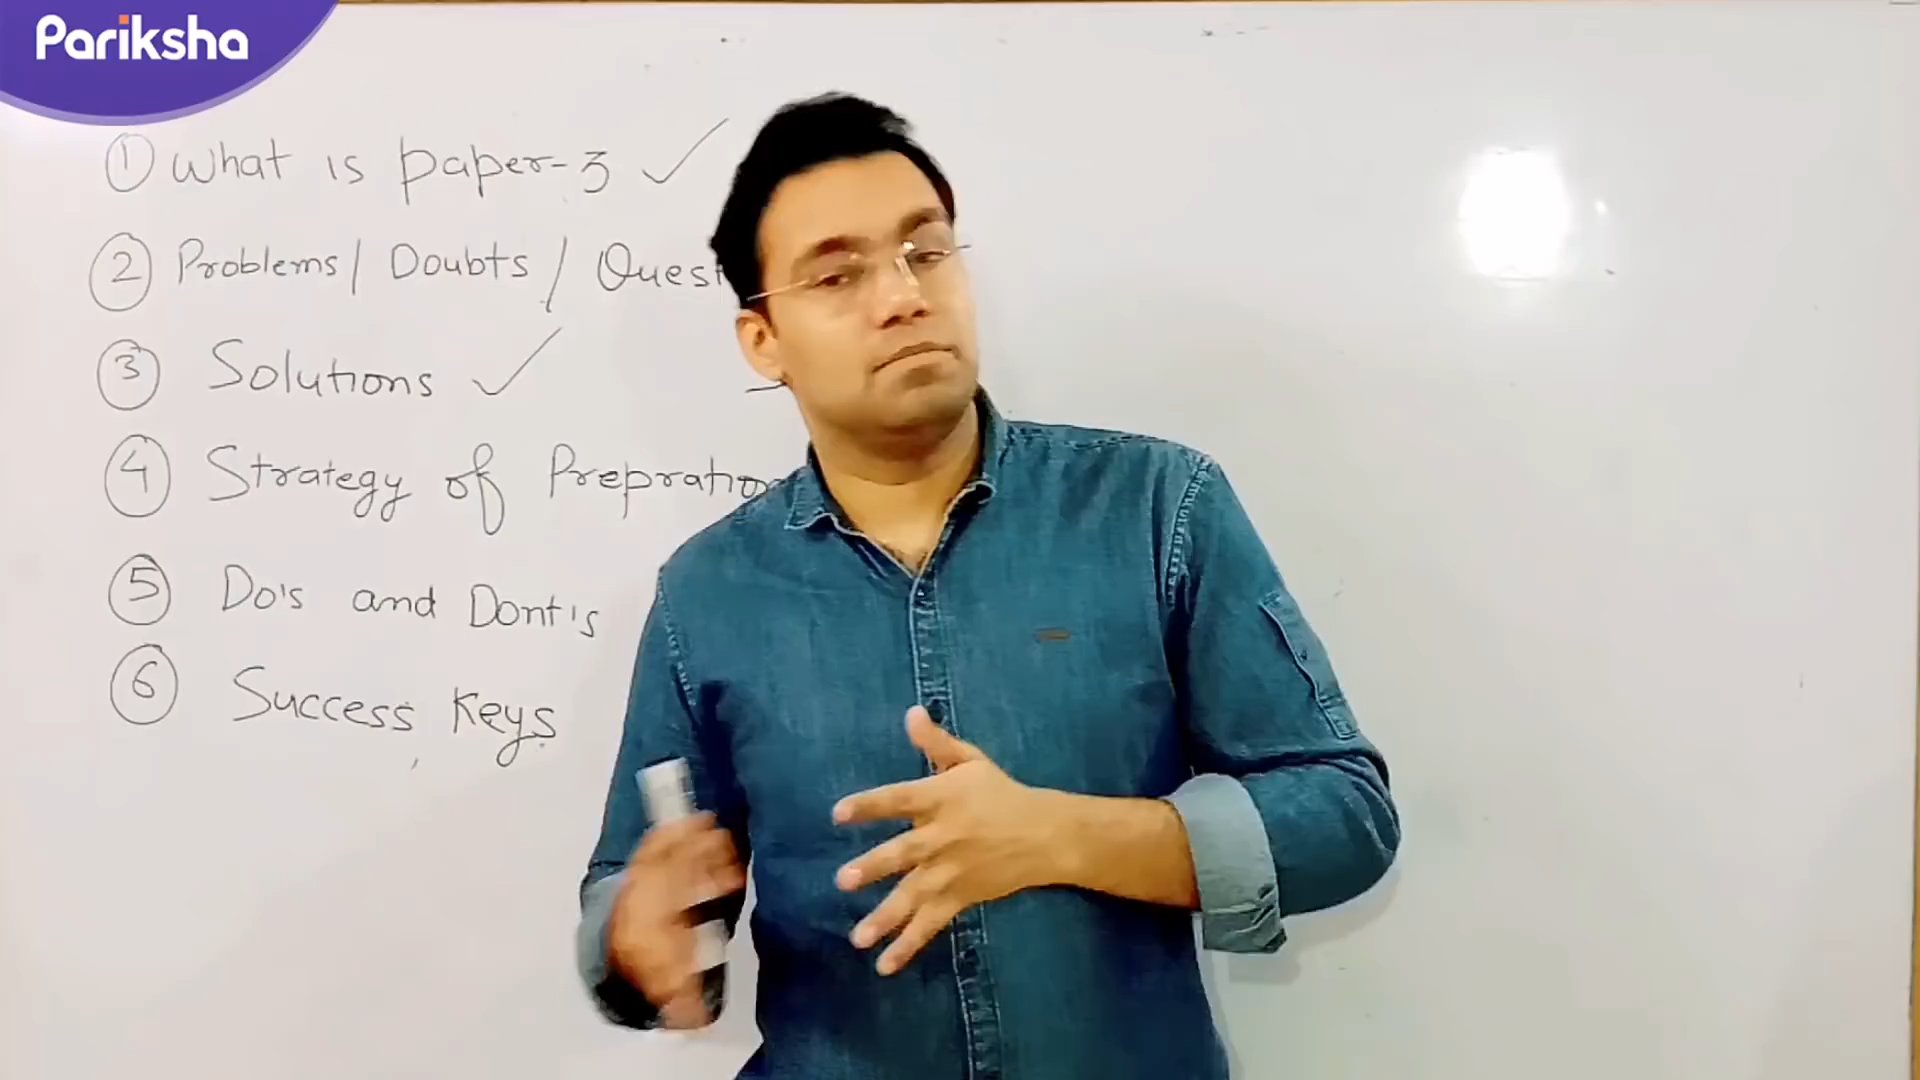 Pariksha
① What is paper-3 ✓
② Problems / Doubts / Quest
③ Solutions ✓
④ Strategy of Prepration
⑤ Do's and Dont's
⑥ Success Keys